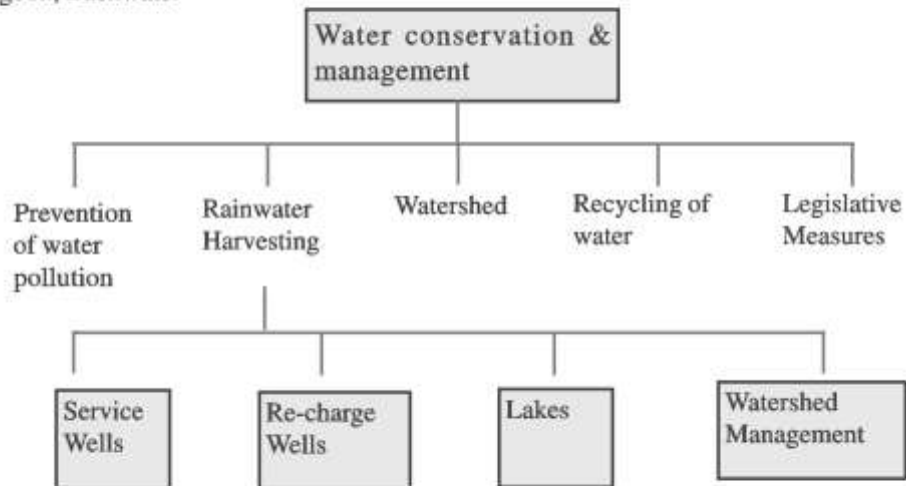 Water conservation &
management
Prevention
of water
pollution
Rainwater
Harvesting
Watershed
Recycling of
water
Legislative
Measures
Service
Wells
Re-charge
Wells
Lakes
Watershed
Management